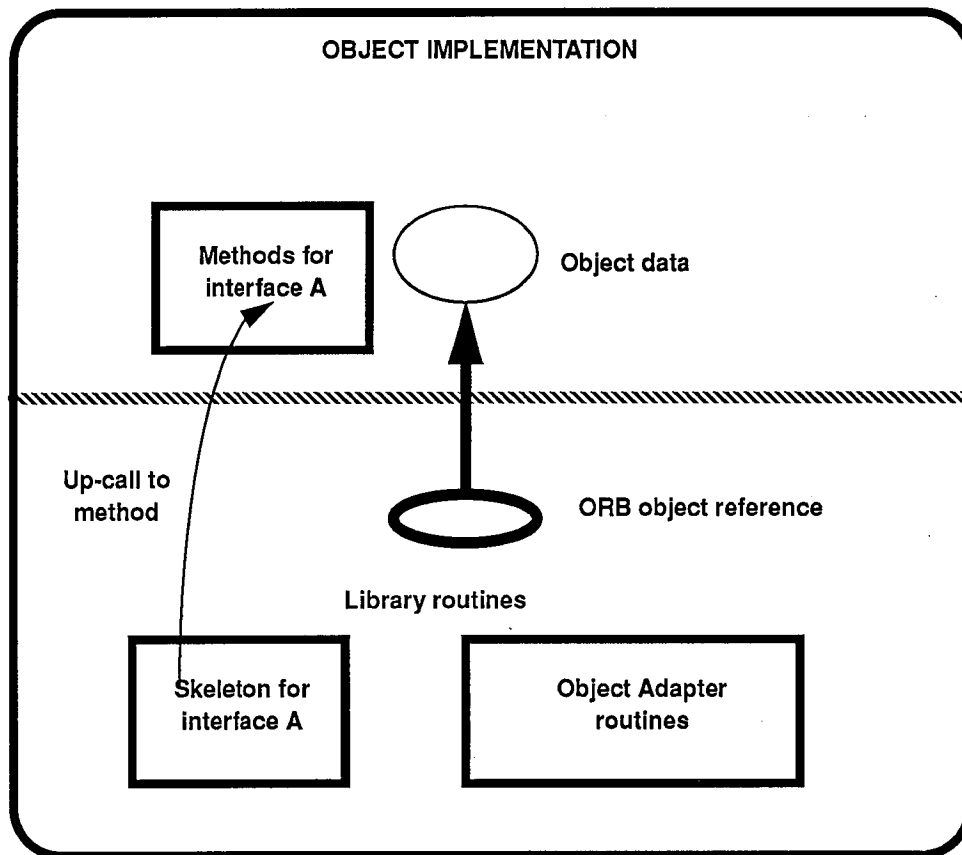 OBJECT IMPLEMENTATION
Methods for
interface A
Object data
Up-call to
method
ORB object reference
Library routines
Skeleton for
interface A
Object Adapter
routines